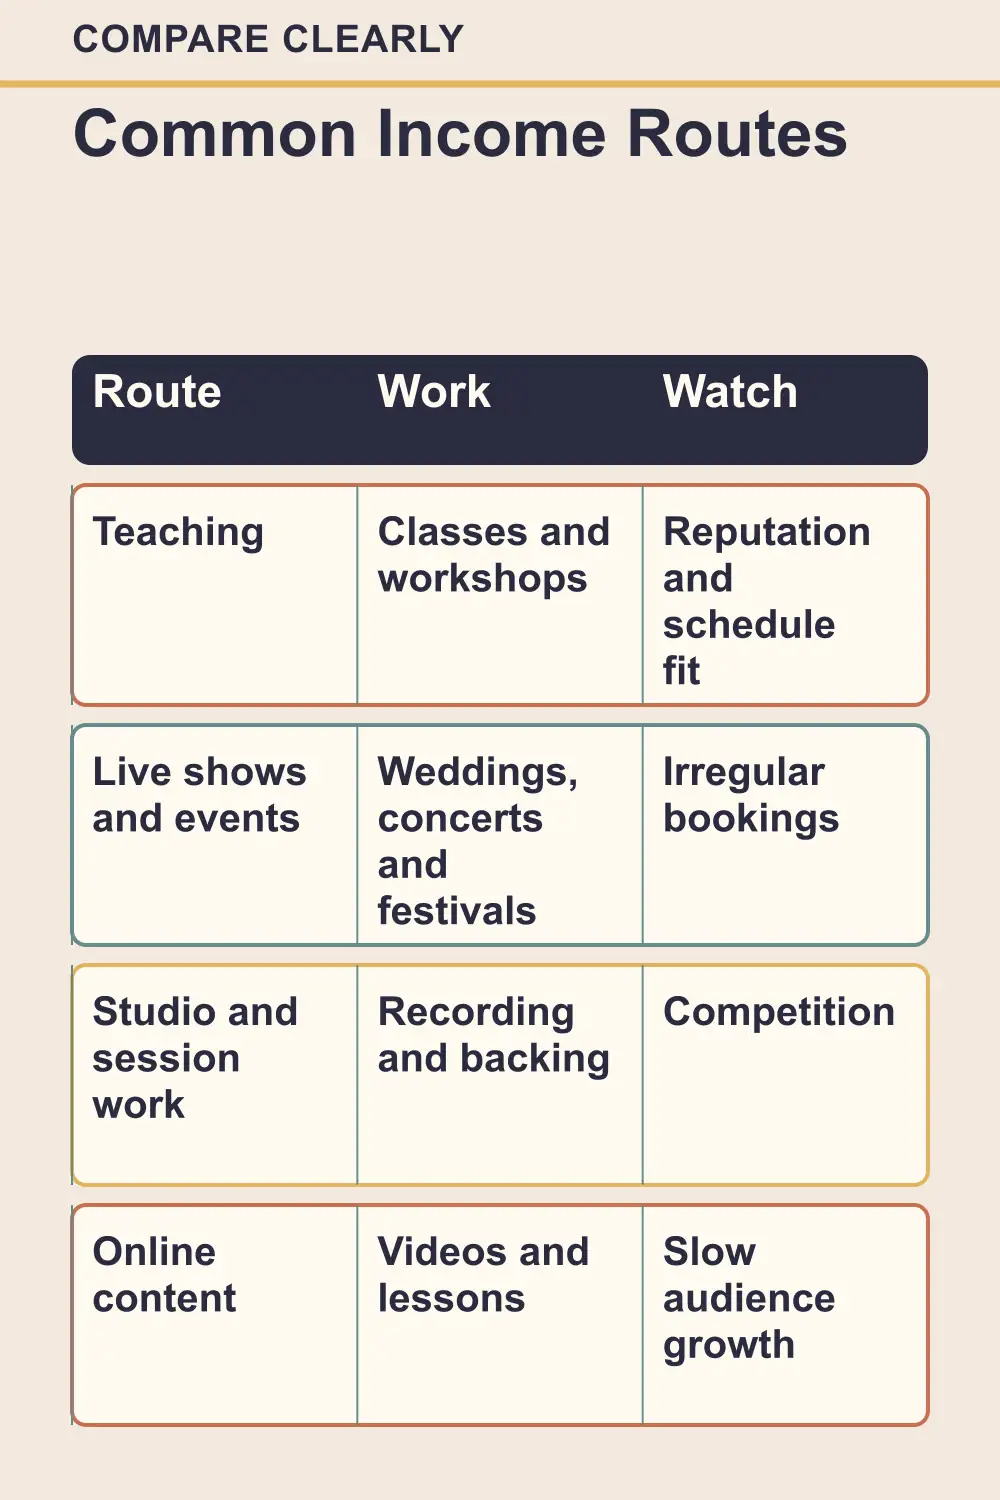 COMPARE CLEARLY
Common Income Routes
Route Work Watch
Teaching
Classes and
workshops
Reputation
and
schedule
fit
Live shows
and events
Weddings,
concerts
and
festivals
Irregular
bookings
Studio and
session
work
Recording
and backing
Competition
Online
content
Videos and
lessons
Slow
audience
growth